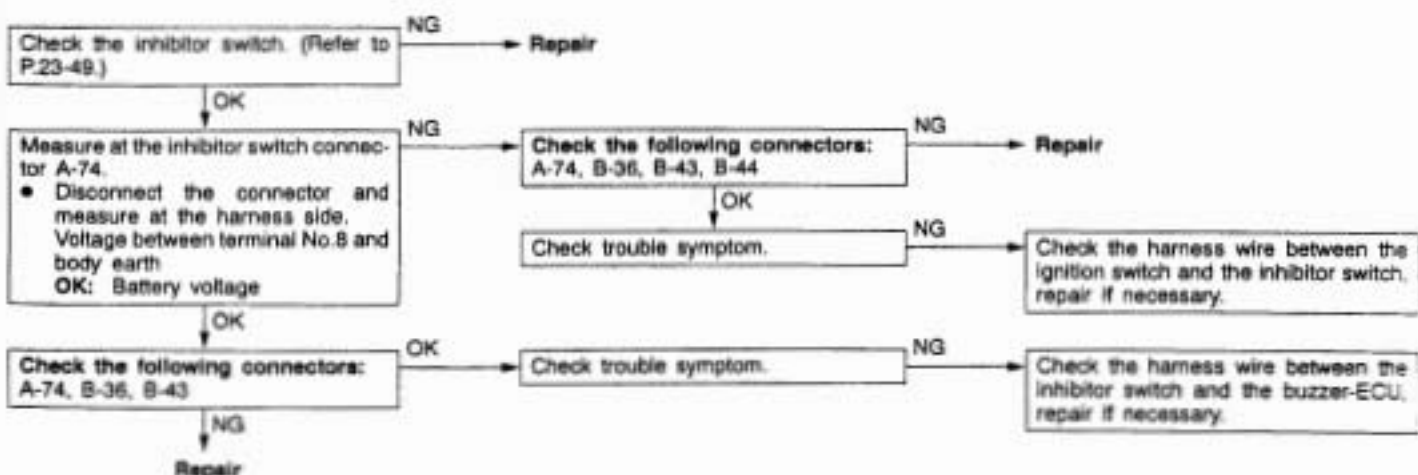 NG
Check the inhibitor switch. (Refer to
P.23-49.)
Repair
OK
Measure at the inhibitor switch connec-
tor A-74.
● Disconnect the connector and
measure at the harness side.
Voltage between terminal No.8 and
body earth
OK: Battery voltage
NG
Check the following connectors:
A-74, B-36, B-43, B-44
NG
Repair
OK
Check trouble symptom.
NG
Check the harness wire between the
ignition switch and the inhibitor switch,
repair if necessary.
OK
Check the following connectors:
A-74, B-36, B-43
OK
Check trouble symptom.
NG
Check the harness wire between the
inhibitor switch and the buzzer-ECU,
repair if necessary.
NG
Repair